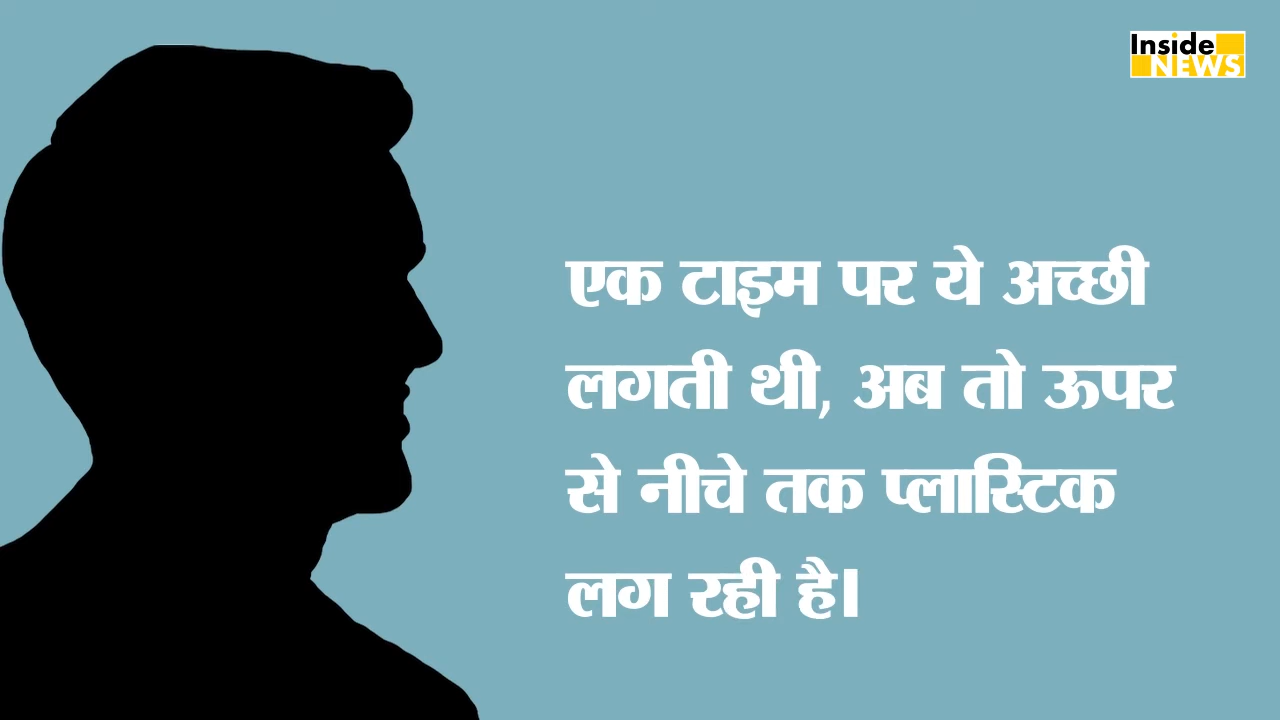 Inside
NEWS
एक टाइम पर ये अच्छी
लगती थी, अब तो ऊपर
से नीचे तक प्लास्टिक
लग रही है।